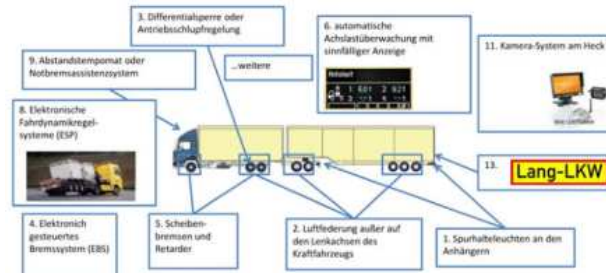 3. Differentialsperre oder
Antriebsschlupfregelung
6. automatische
Achslastüberwachung mit
sinnfälliger Anzeige
11. Kamera-System am Heck
9. Abstandstempomat oder
Notbremsassistenzsystem
...weitere
8. Elektronische
Fahrdynamikregel-
systeme (ESP)
13.
Lang-LKW
4. Elektronich
gesteuertes
Bremssystem (EBS)
5. Scheiben-
bremsen und
Retarder
2. Luftfederung außer auf
den Lenkachsen des
Kraftfahrzeugs
1. Spurhalteleuchten an den
Anhängern